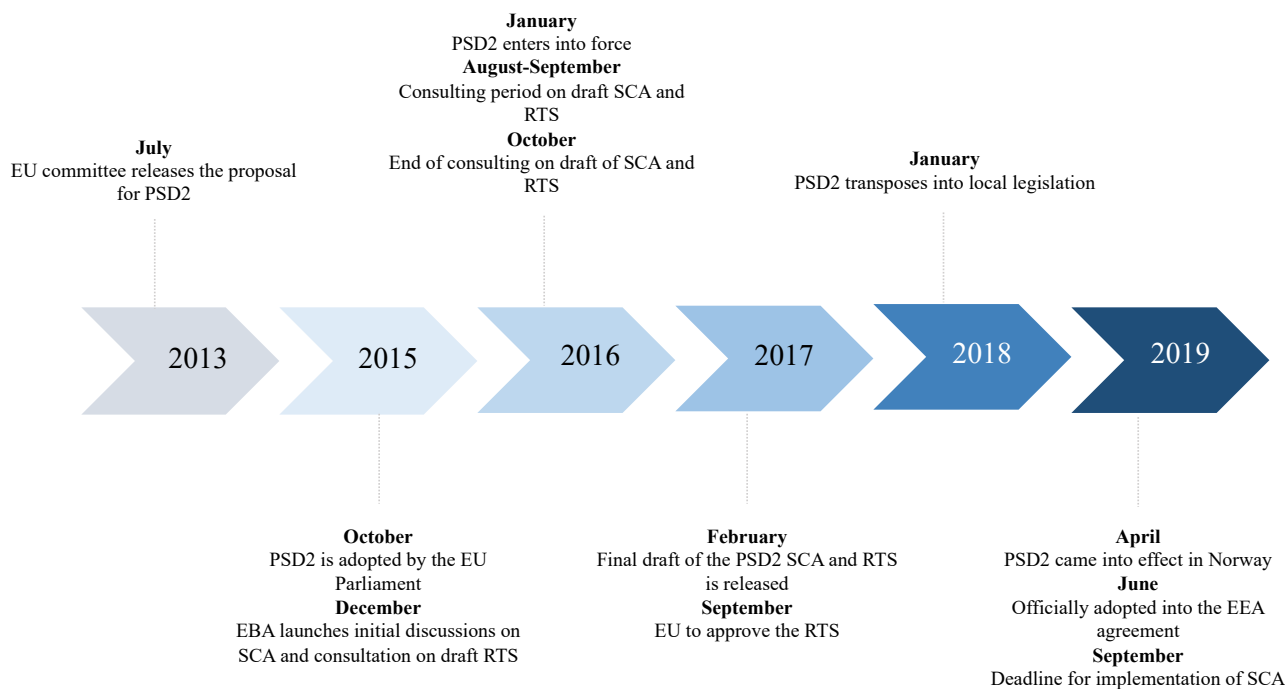 January
PSD2 enters into force
August-September
Consulting period on draft SCA and
RTS
October
End of consulting on draft of SCA and
RTS
July
EU committee releases the proposal
for PSD2
January
PSD2 transposes into local legislation
2013
2015
2016
2017
2018
2019
October
PSD2 is adopted by the EU
Parliament
December
EBA launches initial discussions on
SCA and consultation on draft RTS
February
Final draft of the PSD2 SCA and RTS
is released
September
EU to approve the RTS
April
PSD2 came into effect in Norway
June
Officially adopted into the EEA
agreement
September
Deadline for implementation of SCA